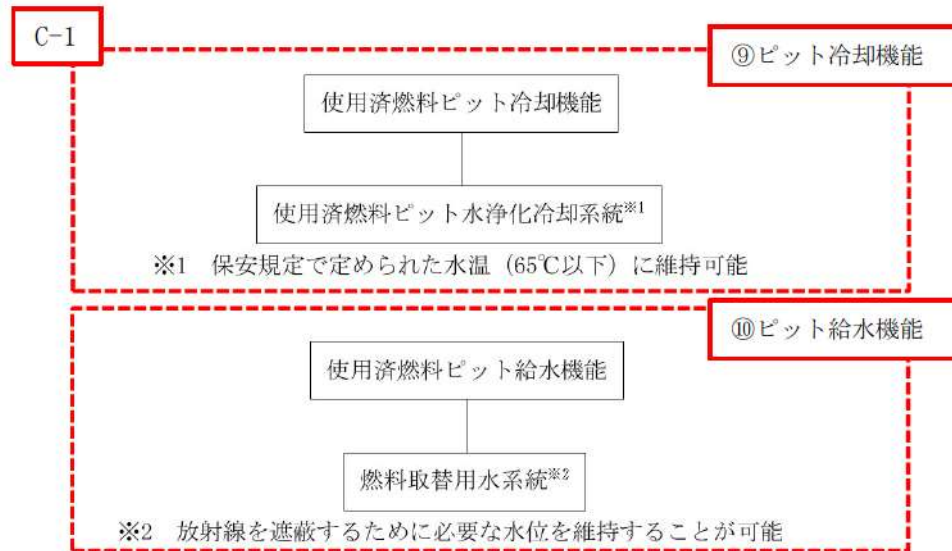 C-1
⑨ピット冷却機能
使用済燃料ピット冷却機能
使用済燃料ピット水浄化冷却系統※1
※1 保安規定で定められた水温（65℃以下）に維持可能
⑩ピット給水機能
使用済燃料ピット給水機能
燃料取替用水系統※2
※2 放射線を遮蔽するために必要な水位を維持することが可能